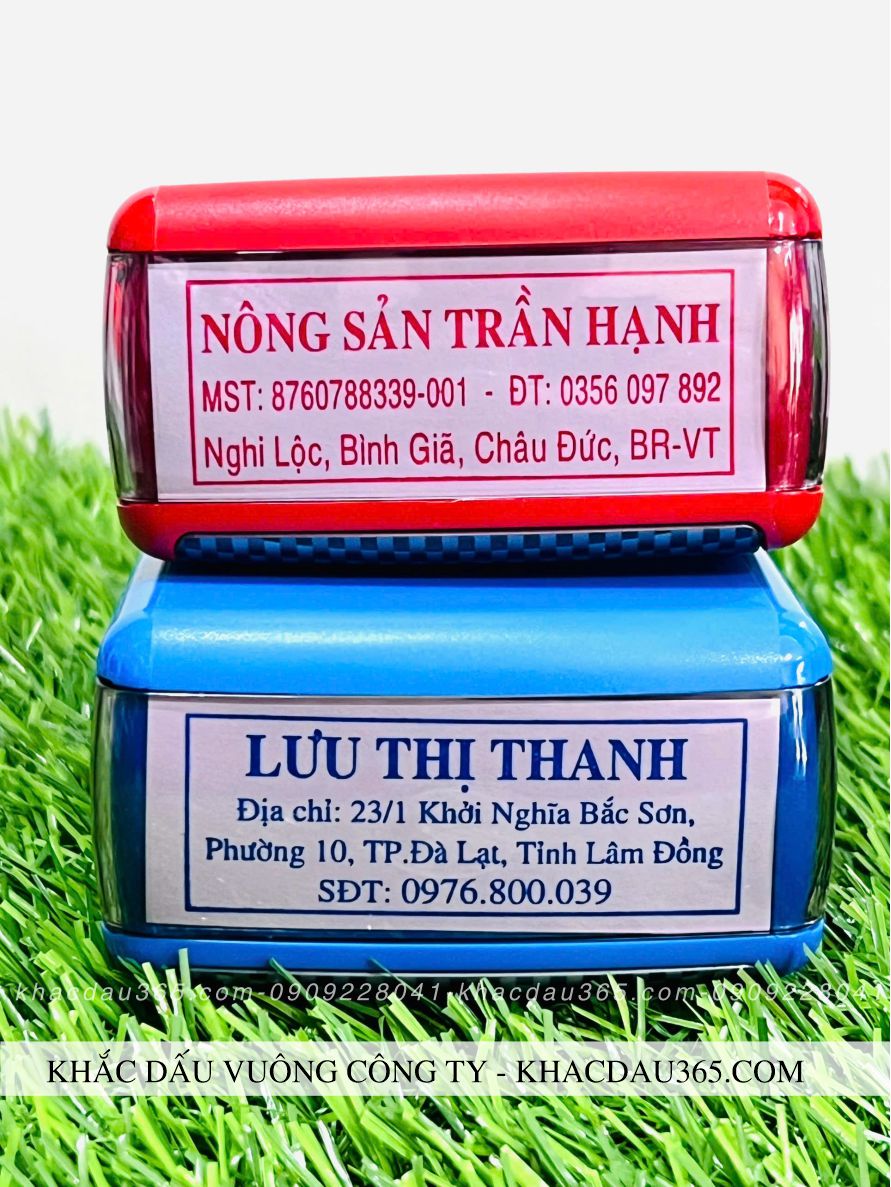 NÔNG SẢN TRẦN HẠNH
MST: 8760788339-001 - ĐT: 0356 097 892
Nghi Lộc, Bình Giã, Châu Đức, BR-VT
LƯU THỊ THANH
Địa chỉ: 23/1 Khởi Nghĩa Bắc Sơn,
Phường 10, TP.Đà Lạt, Tỉnh Lâm Đồng
SĐT: 0976.800.039
khacdau365.com-0909228041-khacdau365.com-0909228041
KHẮC DẤU VUÔNG CÔNG TY - KHACDAU365.COM